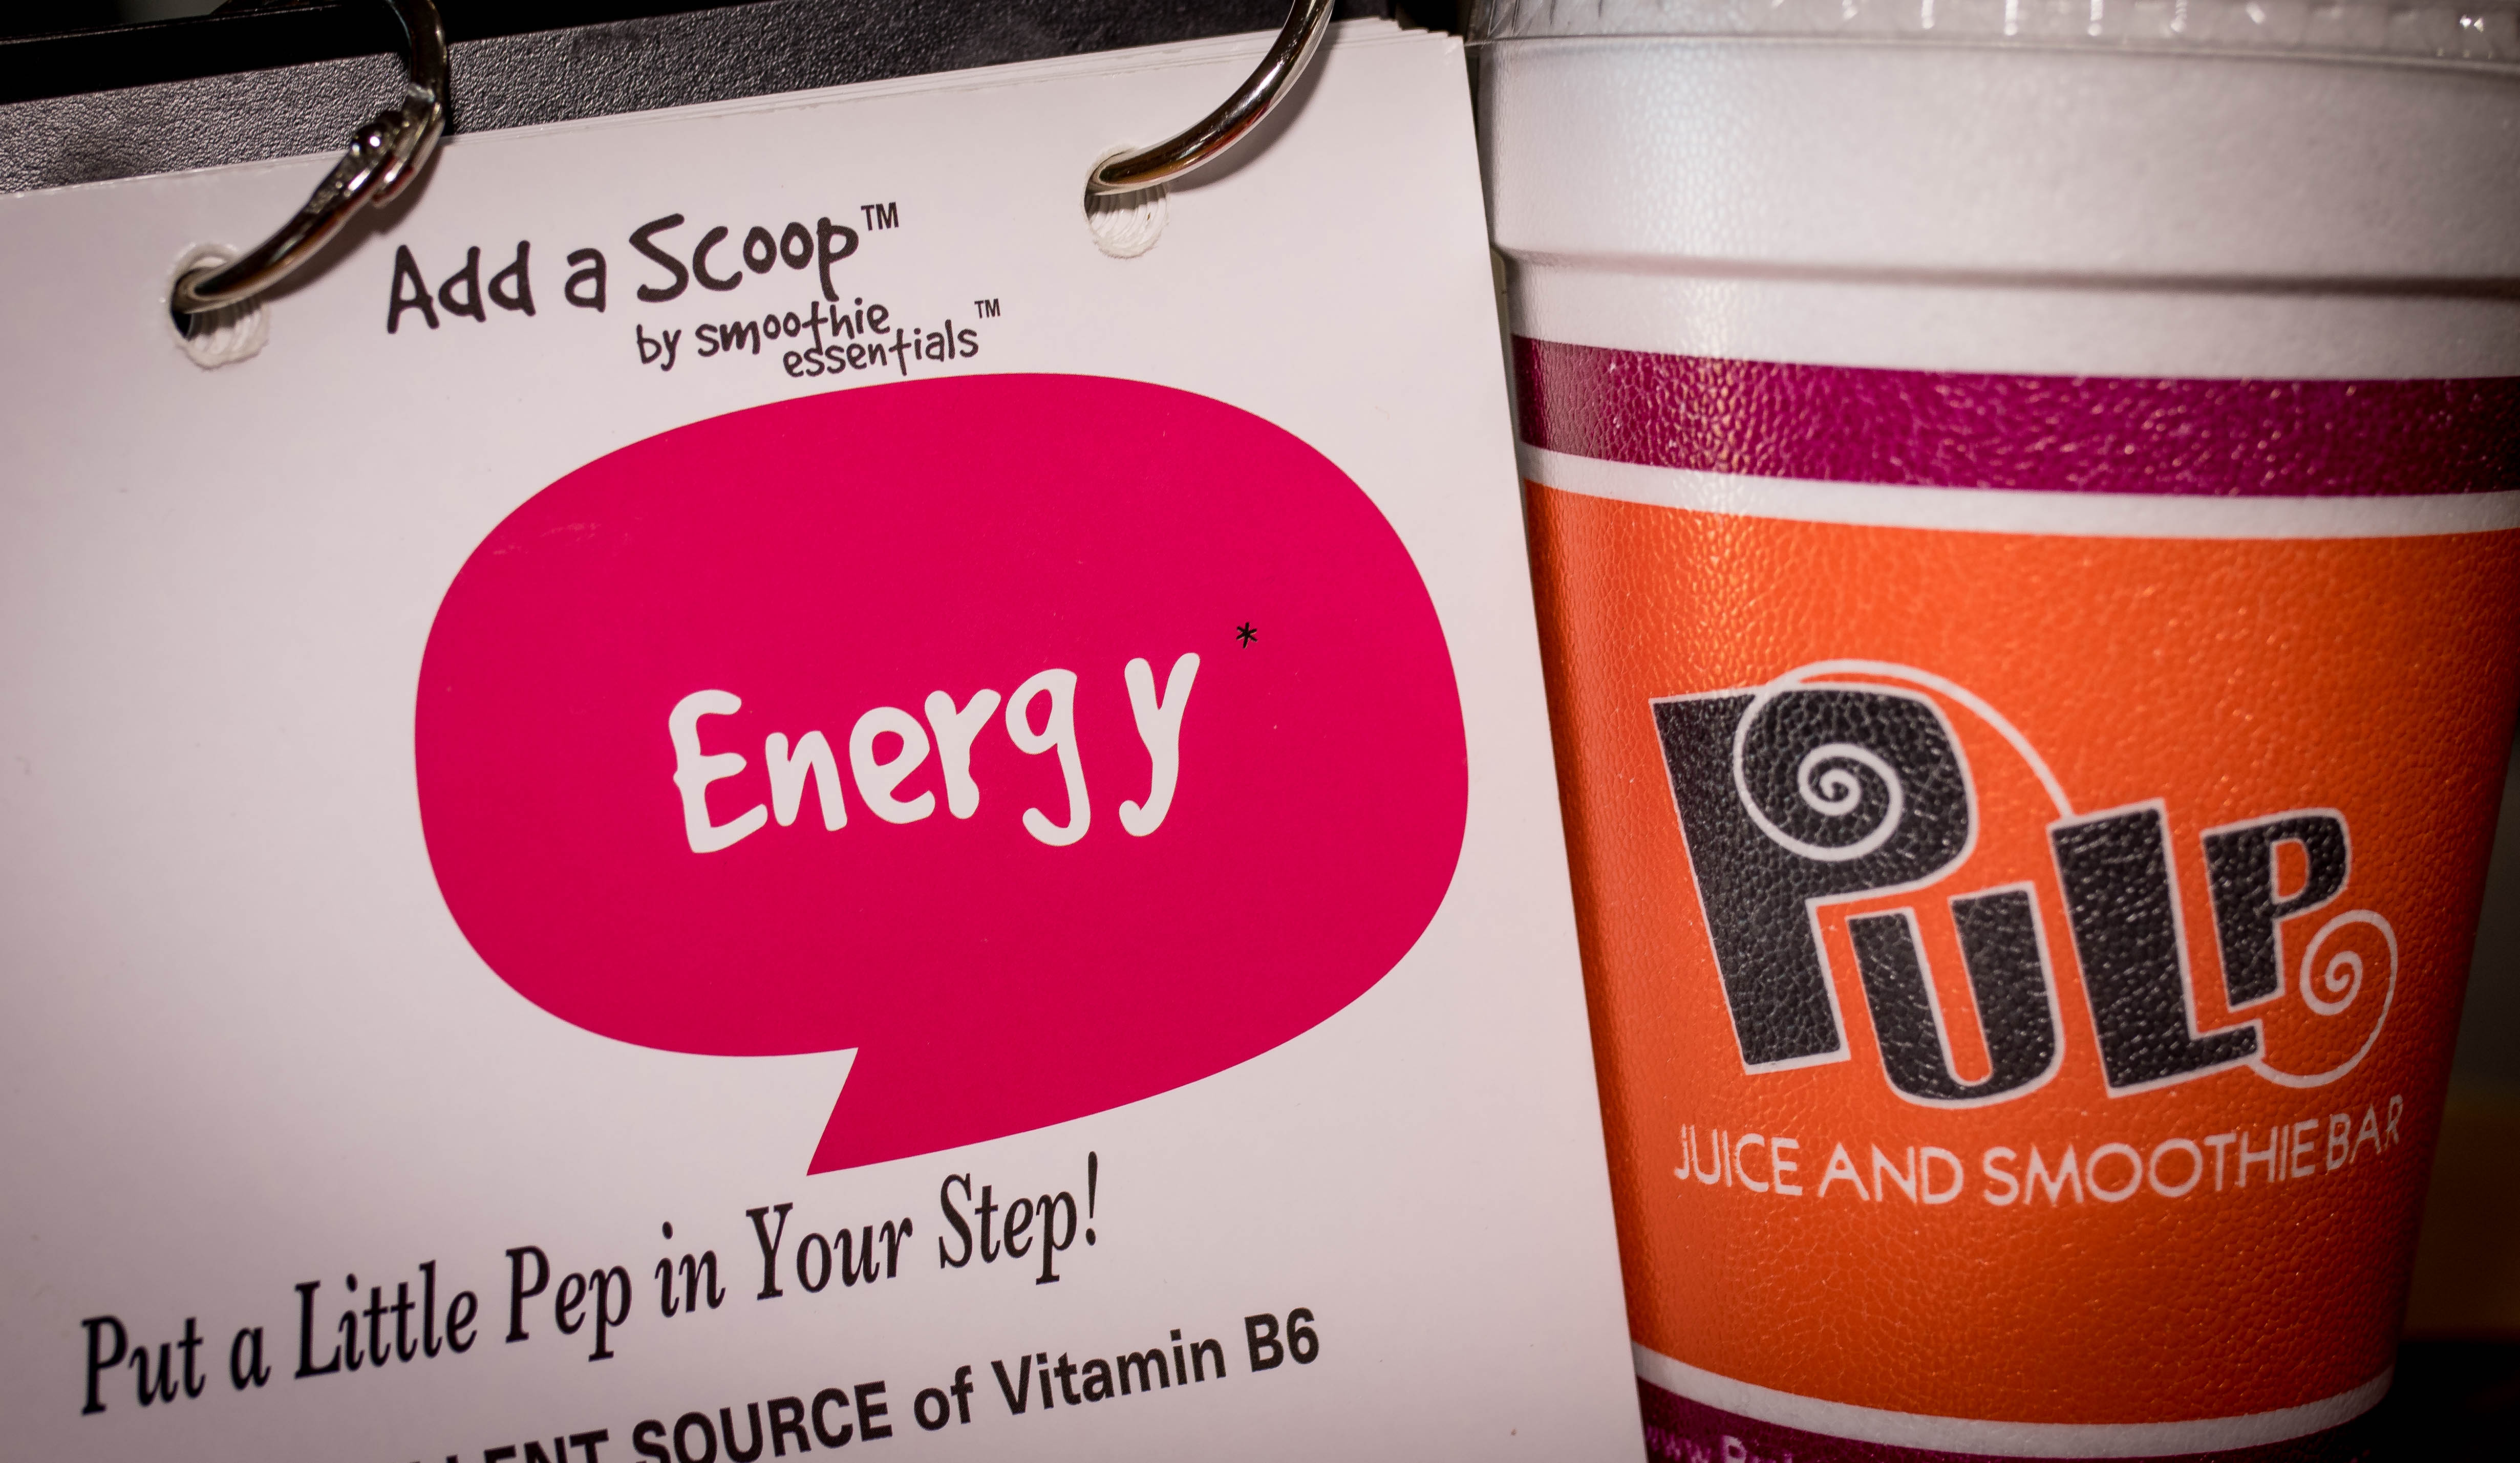 Add a Scoop™
by smoothie
essentials™
Energy*
Put a Little Pep in Your Step!
SOURCE of Vitamin B6
PULP
JUICE AND SMOOTHIE BAR